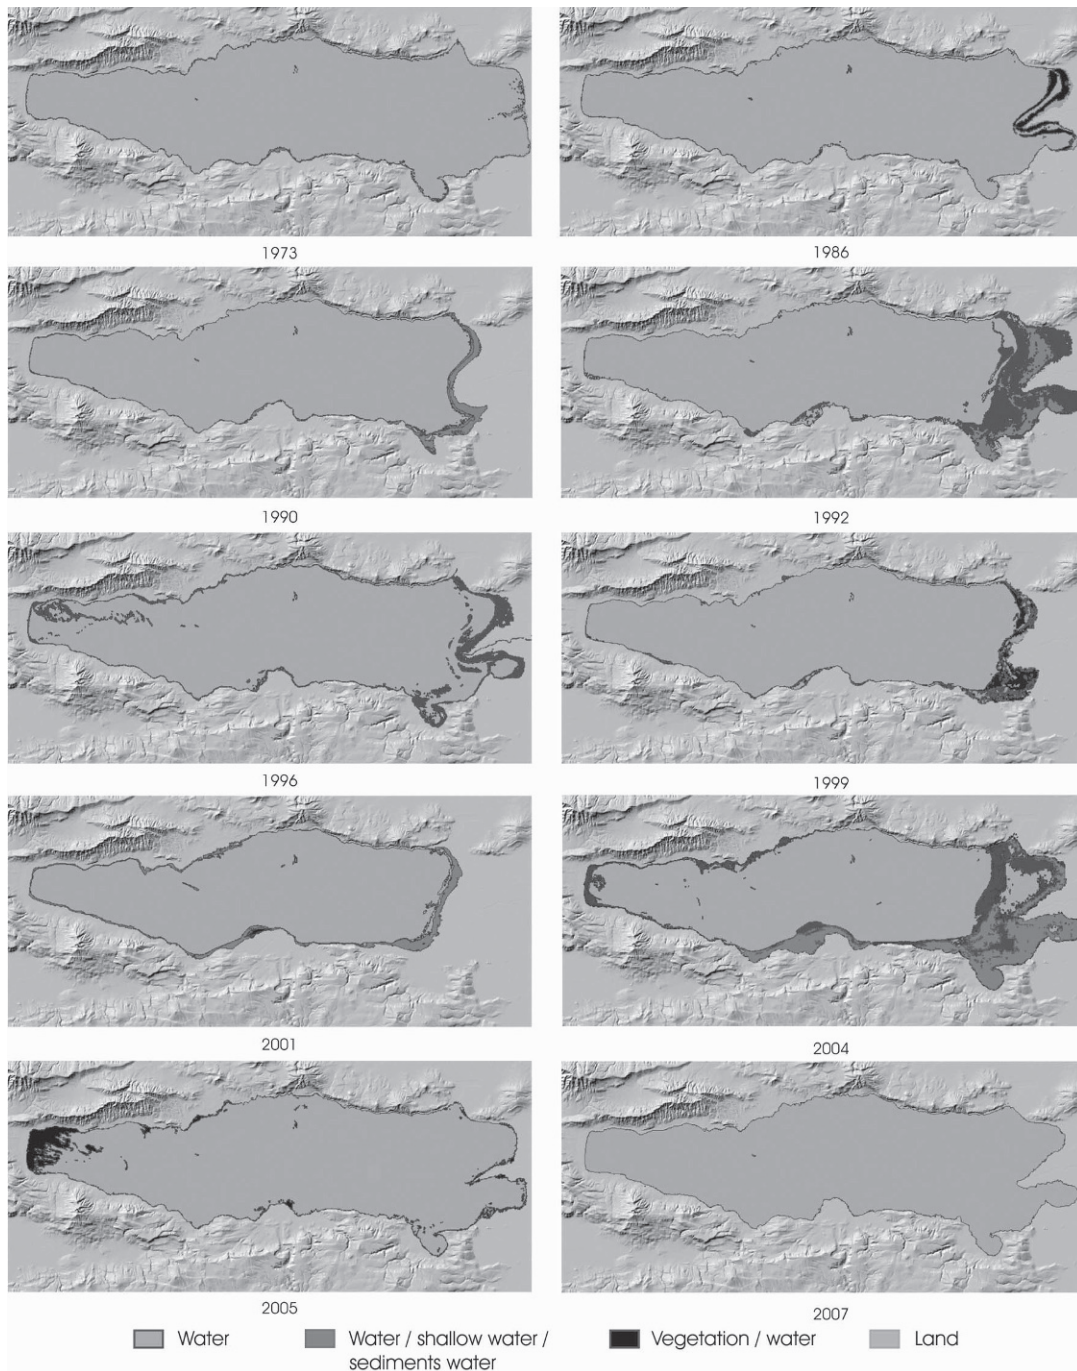 1973
1986
1990
1992
1996
1999
2001
2004
2005
2007
Water
Water / shallow water /
sediments water
Vegetation / water
Land